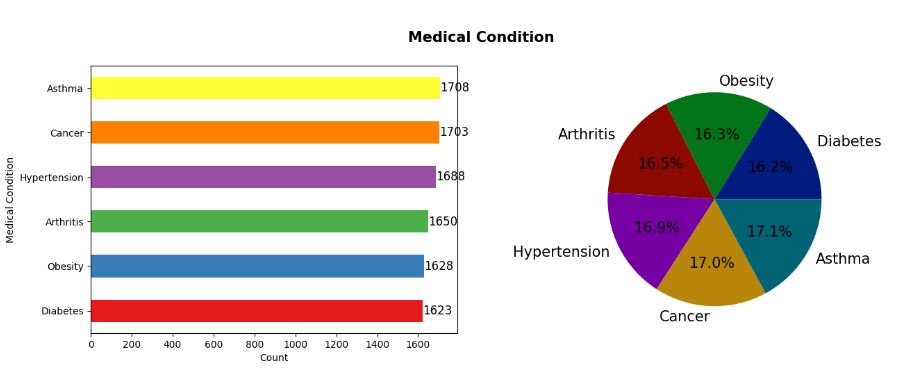 Medical Condition
Asthma
1708
Cancer
1703
Hypertension
1688
Arthritis
1650
Obesity
1628
Diabetes
1623
0 200 400 600 800 1000 1200 1400 1600
Count
Medical Condition
Obesity
16.3%
Arthritis
16.5%
Diabetes
16.2%
Hypertension
16.9%
Asthma
17.1%
Cancer
17.0%